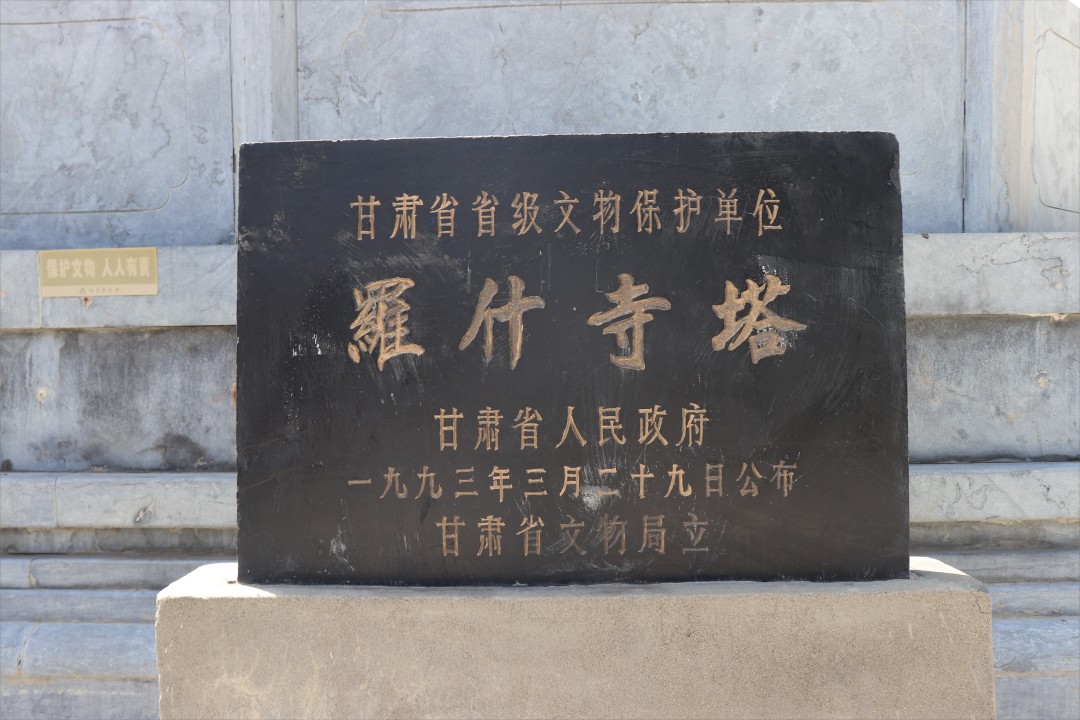 甘肃省省级文物保护单位
羅什寺塔
甘肃省人民政府
一九九三年三月二十九日公布
甘肃省文物局立
保护文物 人人有责